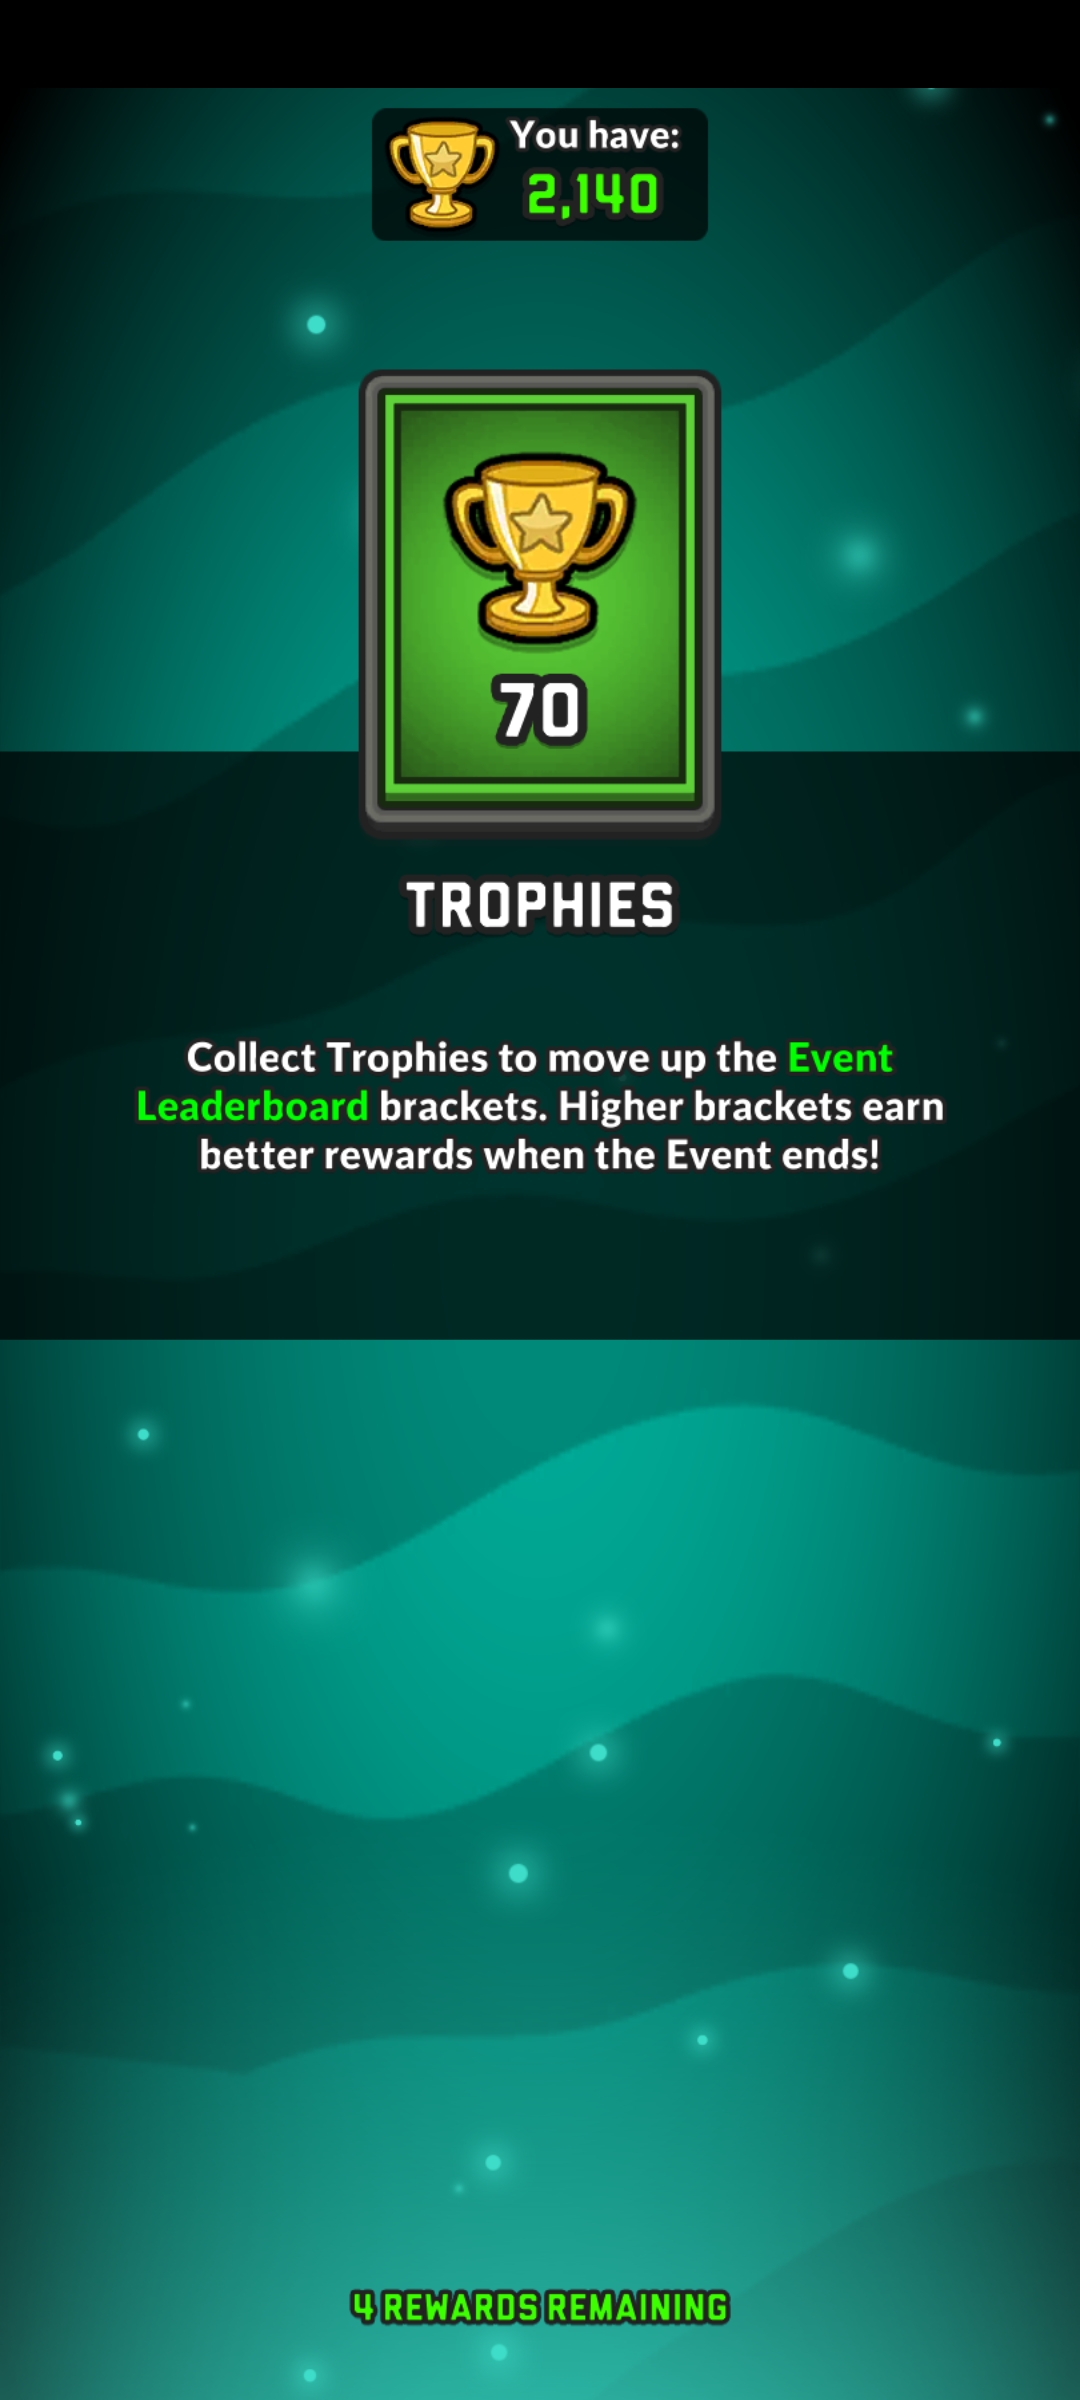 You have:
2,140
70
TROPHIES
Collect Trophies to move up the Event
Leaderboard brackets. Higher brackets earn
better rewards when the Event ends!
4 REWARDS REMAINING